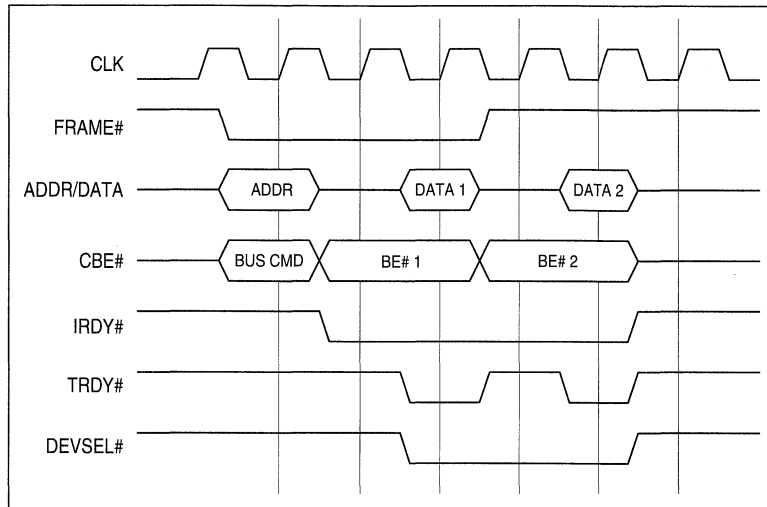 CLK
FRAME#
ADDR/DATA ADDR DATA 1 DATA 2
CBE# BUS CMD BE# 1 BE# 2
IRDY#
TRDY#
DEVSEL#